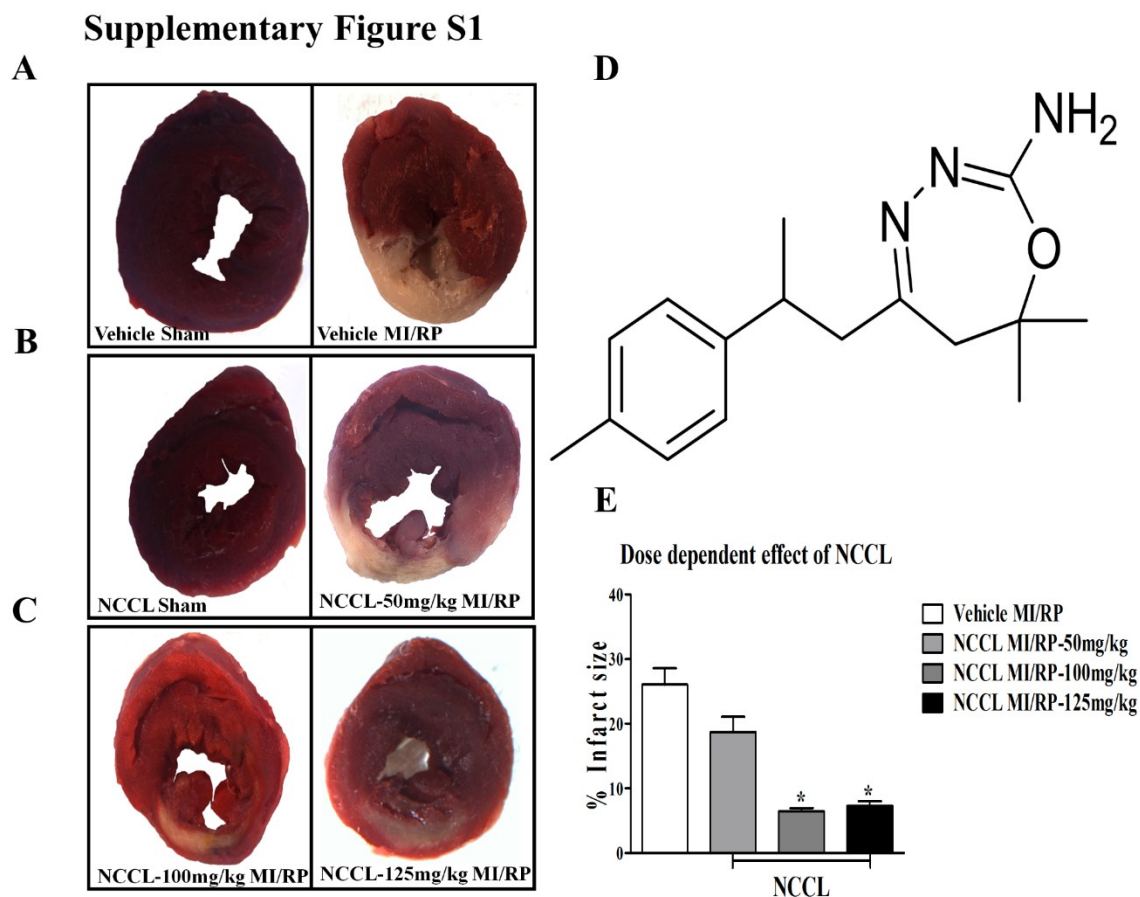 Supplementary Figure S1
A
Vehicle Sham
Vehicle MI/RP
B
NCCL Sham
NCCL-50mg/kg MI/RP
C
NCCL-100mg/kg MI/RP
NCCL-125mg/kg MI/RP
D
NH2
N
N
O
E
Dose dependent effect of NCCL
% Infarct size
40
30
20
10
0
* *
NCCL
Vehicle MI/RP
NCCL MI/RP-50mg/kg
NCCL MI/RP-100mg/kg
NCCL MI/RP-125mg/kg